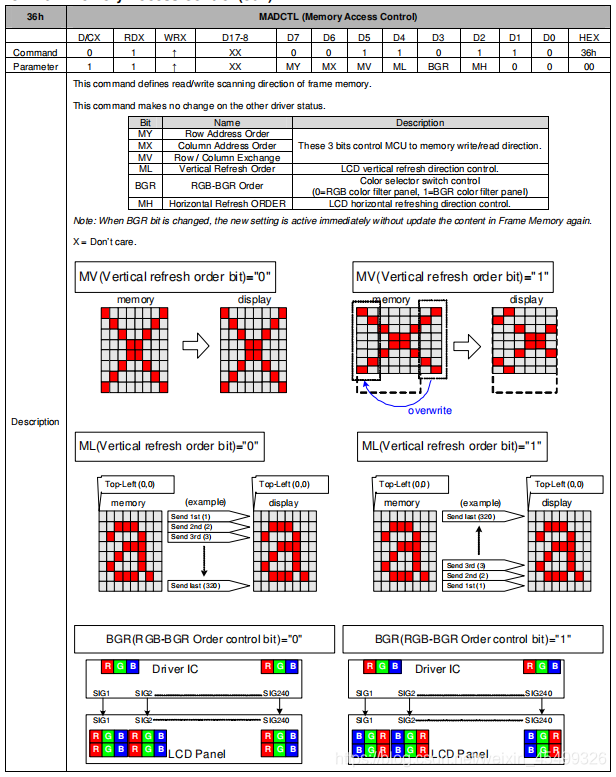 36h MADCTL (Memory Access Control)
D/CX RDX WRX D17-8 D7 D6 D5 D4 D3 D2 D1 D0 HEX
Command 0 1 ↑ XX 0 0 1 1 0 1 1 0 36h
Parameter 1 1 ↑ XX MY MX MV ML BGR MH 0 0 00
Description
This command defines read/write scanning direction of frame memory.
This command makes no change on the other driver status.
Bit Name Description
MY Row Address Order
MX Column Address Order These 3 bits control MCU to memory write/read direction.
MV Row / Column Exchange
ML Vertical Refresh Order LCD vertical refresh direction control.
BGR RGB-BGR Order Color selector switch control
(0=RGB color filter panel, 1=BGR color filter panel)
MH Horizontal Refresh ORDER LCD horizontal refreshing direction control.
Note: When BGR bit is changed, the new setting is active immediately without update the content in Frame Memory again.
X = Don't care.
MV(Vertical refresh order bit)="0" MV(Vertical refresh order bit)="1"
memory display memory display
overwrite
ML(Vertical refresh order bit)="0" ML(Vertical refresh order bit)="1"
Top-Left (0,0) Top-Left (0,0) Top-Left (0,0) Top-Left (0,0)
memory (example) display memory (example) display
Send 1st (1) Send last (320)
Send 2nd (2)
Send 3rd (3)
Send 3rd (3)
Send 2nd (2)
Send last (320) Send 1st (1)
BGR(RGB-BGR Order control bit)="0" BGR(RGB-BGR Order control bit)="1"
R G B Driver IC R G B R G B Driver IC R G B
SIG1 SIG2 SIG240 SIG1 SIG2 SIG240
SIG1 SIG2 SIG240 SIG1 SIG2 SIG240
R G B R G B R G B B G R B G R B G R
R G B R G B LCD Panel R G B B G R B G R LCD Panel B G R